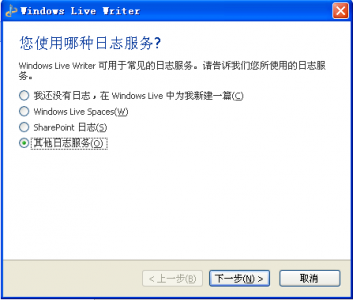 Windows Live Writer
您使用哪种日志服务?
Windows Live Writer 可用于常见的日志服务。请告诉我们您所使用的日志服
务。
我还没有日志，在 Windows Live 中为我新建一篇(C)
Windows Live Spaces(W)
SharePoint 日志(S)
其他日志服务(O)
< 上一步(B)
下一步(N) >
取消